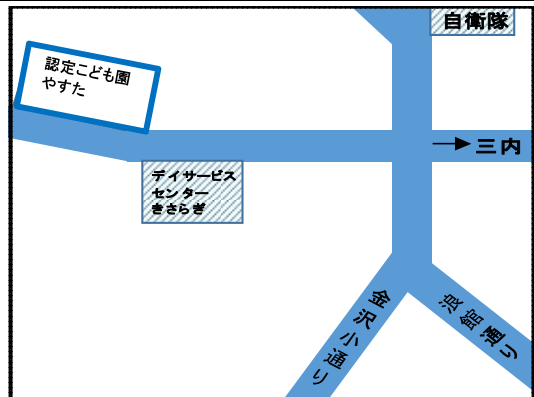 自衛隊
認定こども園
やすた
三内
デイサービス
センター
きさらぎ
金沢小通り
浪館通り